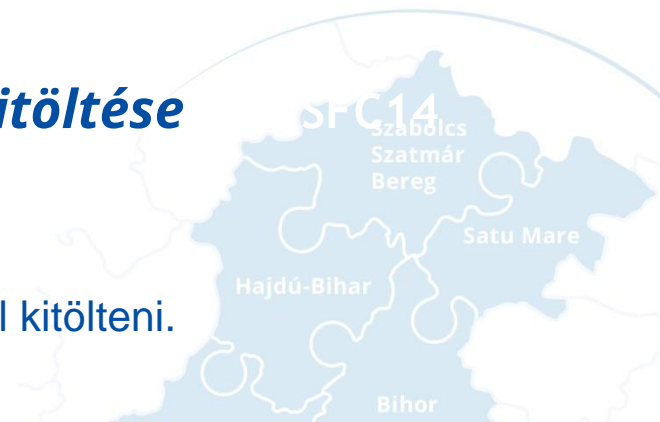 itöltése
SFC14
Szabolcs
Szatmár
Bereg
Satu Mare
Hajdú-Bihar
l kitölteni.
Bihor